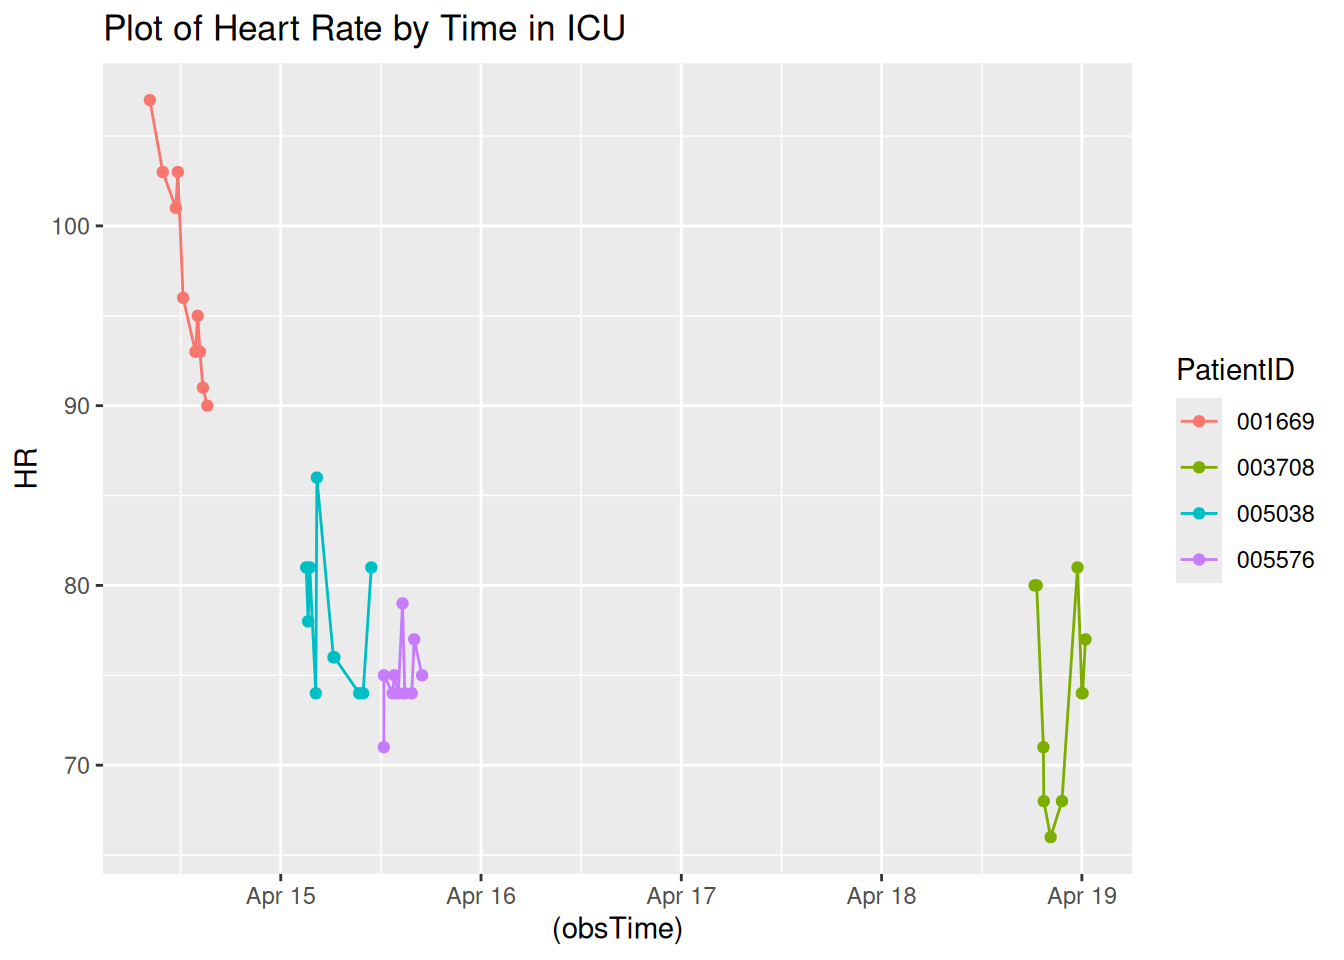 Plot of Heart Rate by Time in ICU
HR
100
90
80
70
Apr 15
Apr 16
Apr 17
Apr 18
Apr 19
(obsTime)
PatientID
001669
003708
005038
005576